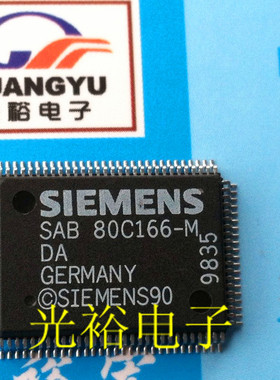 UANGYU
裕电子
SIEMENS
SAB 80C166-M
DA
GERMANY
©SIEMENS90
9835
光裕电子